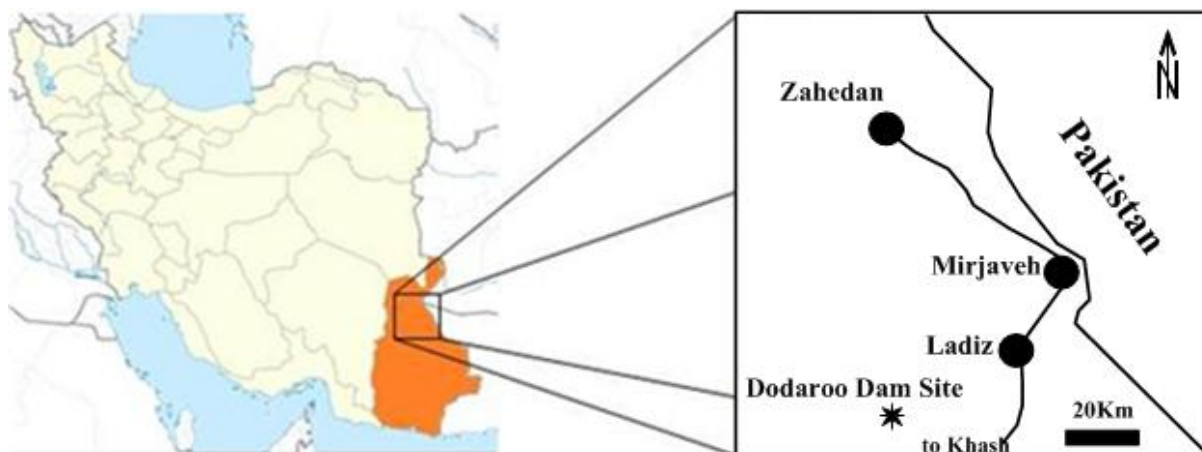 N
Zahedan
Pakistan
Mirjaveh
Ladiz
Dodaroo Dam Site
20Km
to Khash